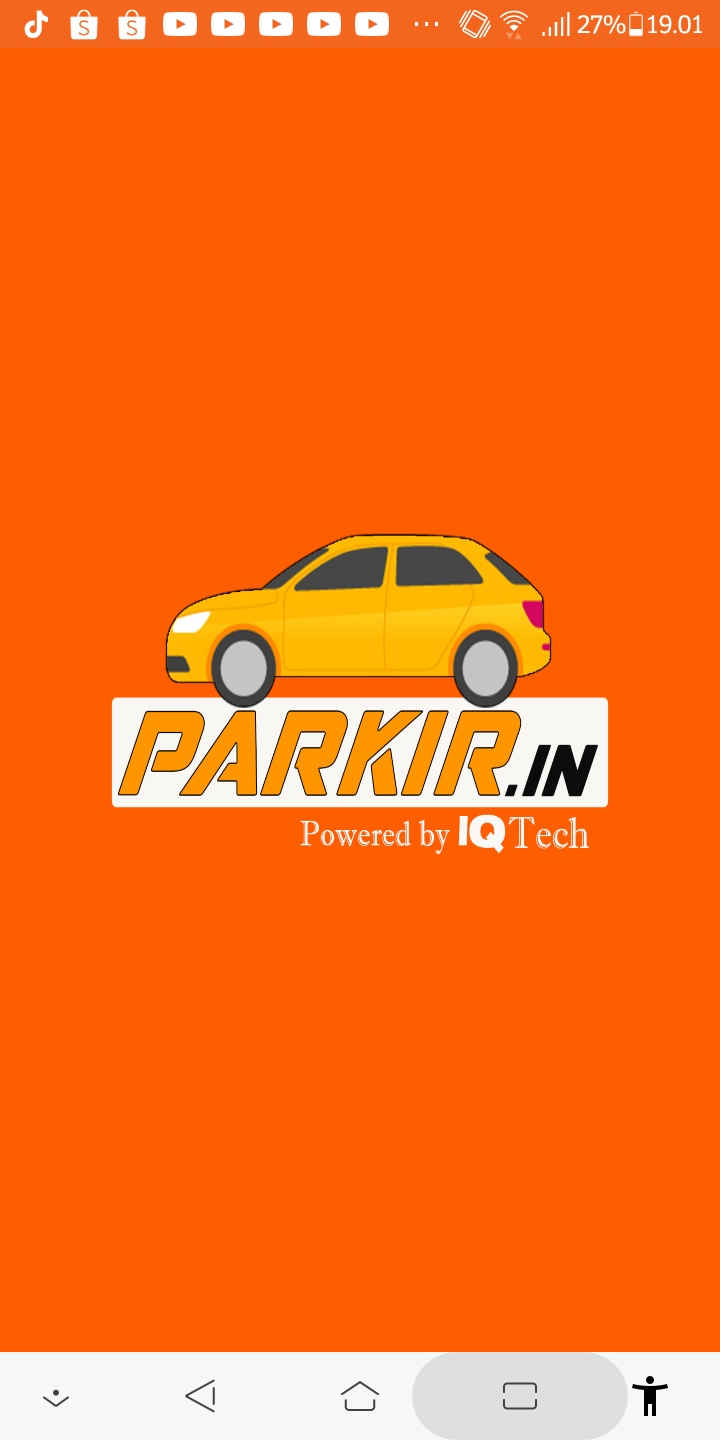 27% 19.01
PARKIR.IN
Powered by IQTech